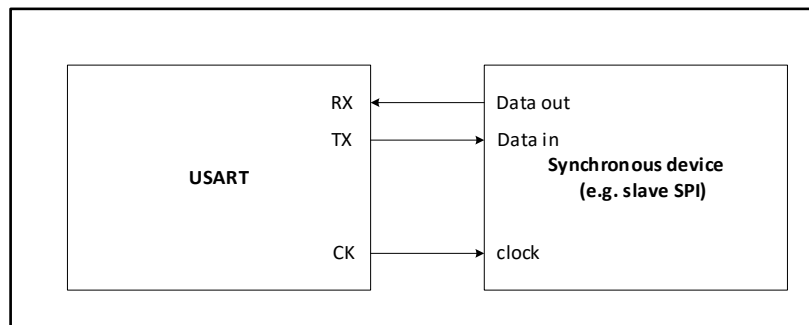 RX
Data out
TX
Data in
USART
Synchronous device
(e.g. slave SPI)
CK
clock